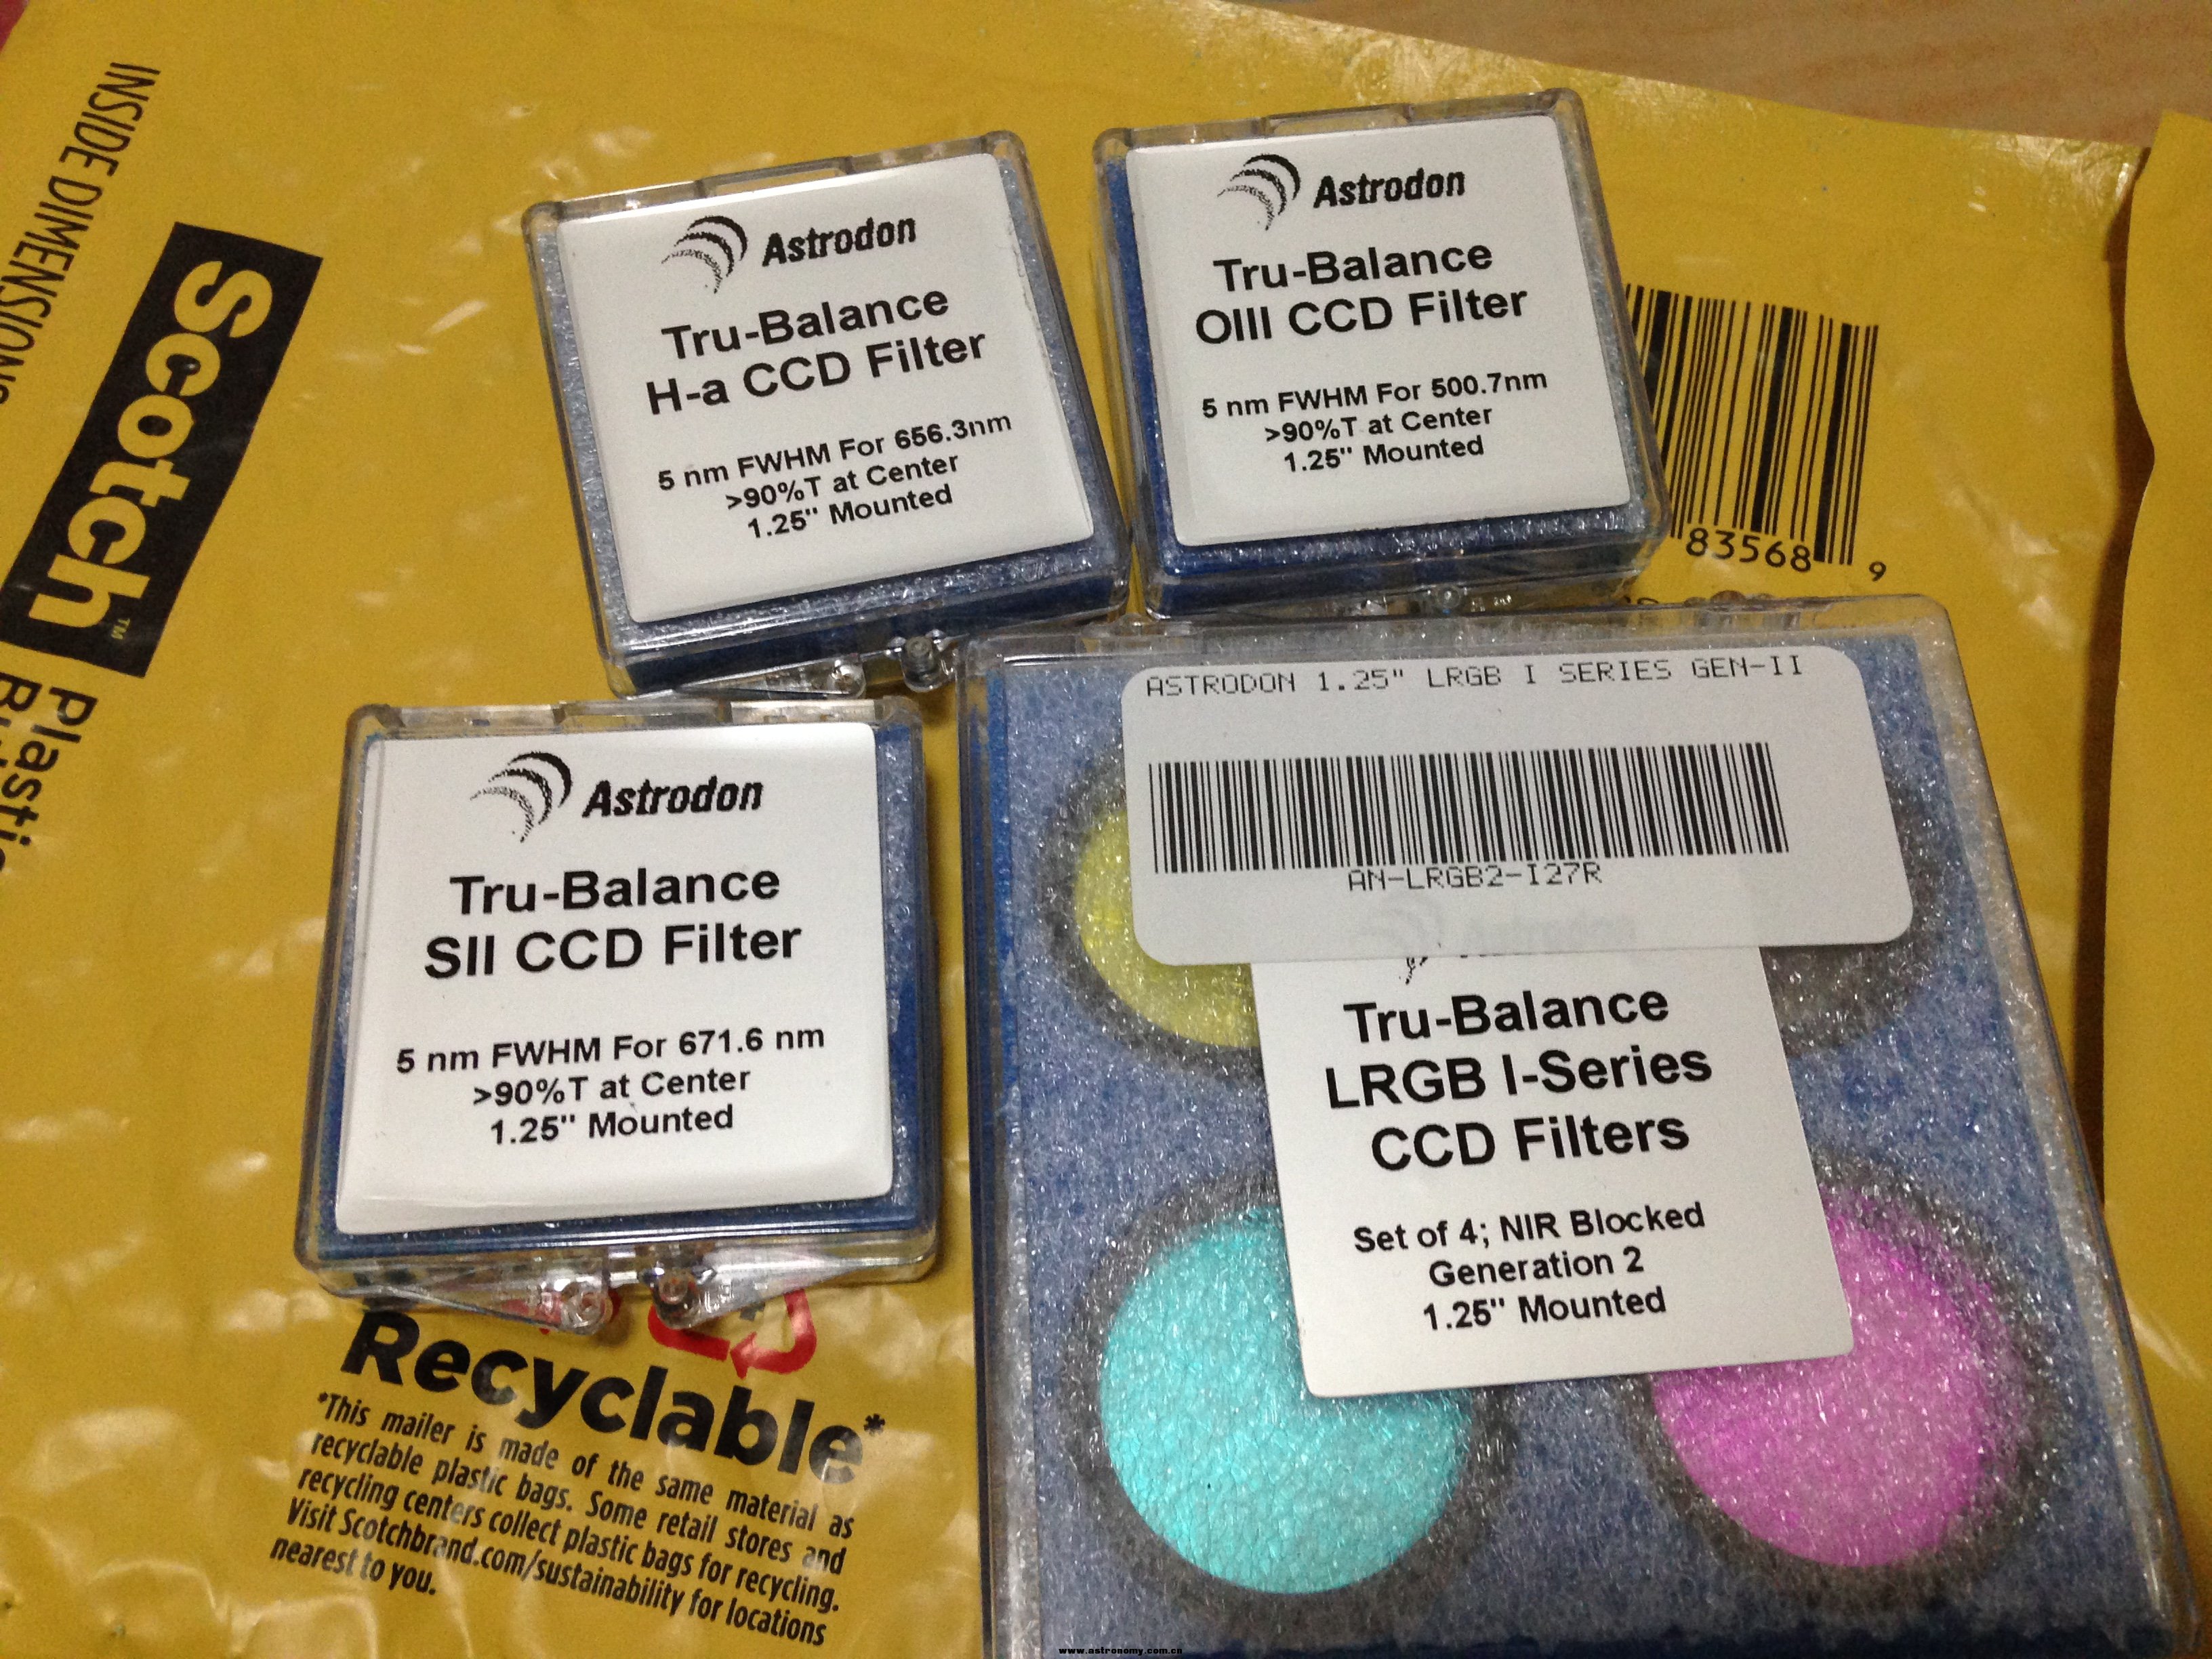 INSIDE DIMENSIONS
Scotch™
Plastic
Astrodon
Tru-Balance
H-a CCD Filter
5 nm FWHM For 656.3nm
>90%T at Center
1.25" Mounted
Astrodon
Tru-Balance
OIII CCD Filter
5 nm FWHM For 500.7nm
>90%T at Center
1.25" Mounted
83568 9
Astrodon
Tru-Balance
SII CCD Filter
5 nm FWHM For 671.6 nm
>90%T at Center
1.25" Mounted
ASTRODON 1.25" LRGB I SERIES GEN-II
AN-LRGB2-I27R
Tru-Balance
LRGB I-Series
CCD Filters
Set of 4; NIR Blocked
Generation 2
1.25" Mounted
Recyclable*
*This mailer is made of the same material as
recyclable plastic bags. Some retail stores and
recycling centers collect plastic bags for recycling.
Visit Scotchbrand.com/sustainability for locations
nearest to you.
www.astronomy.com.cn